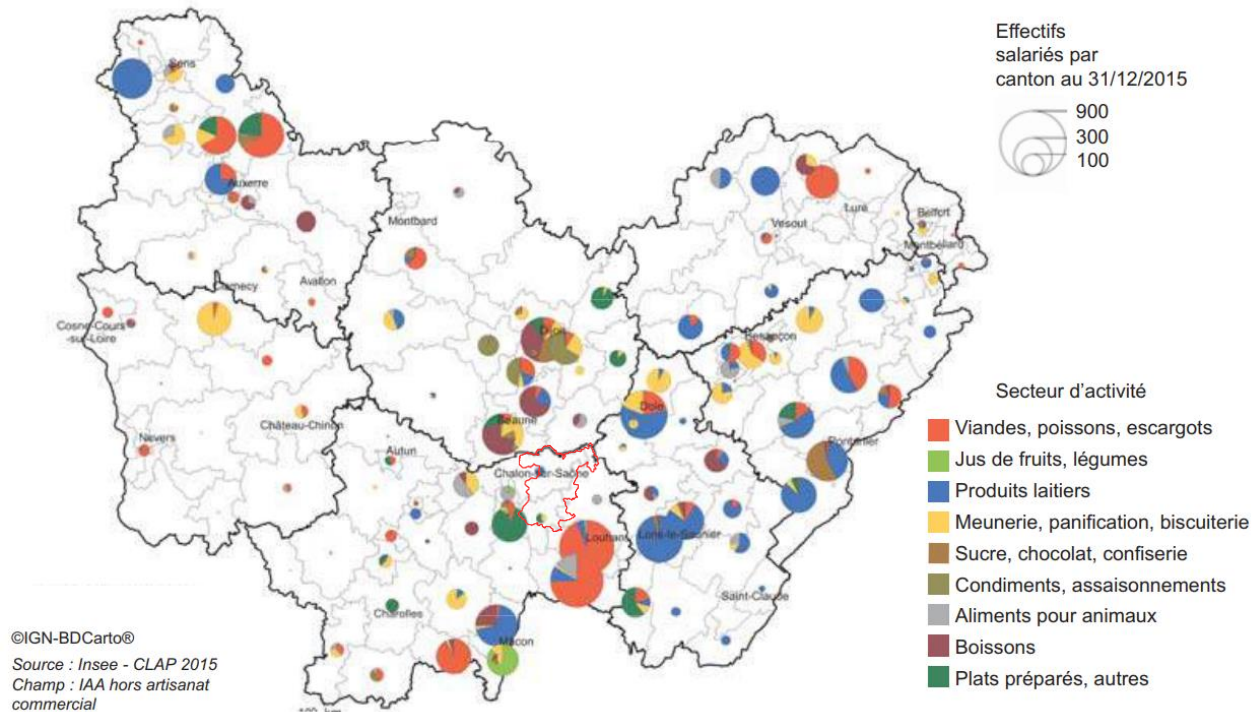 Effectifs
salariés par
canton au 31/12/2015
900
300
100
Sens
Auxerre
Montbard
Avallon
Cosne-Cours
-sur-Loire
Vesoul
Lure
Belfort
Montbéliard
Dijon
Besançon
Dole
Beaune
Château-Chinon
Nevers
Autun
Chalon-sur-Saône
Pontarlier
Louhans
Lons-le-Saunier
Saint-Claude
Charolles
Mâcon
Secteur d'activité
Viandes, poissons, escargots
Jus de fruits, légumes
Produits laitiers
Meunerie, panification, biscuiterie
Sucre, chocolat, confiserie
Condiments, assaisonnements
Aliments pour animaux
Boissons
Plats préparés, autres
©IGN-BDCarto®
Source : Insee - CLAP 2015
Champ : IAA hors artisanat
commercial